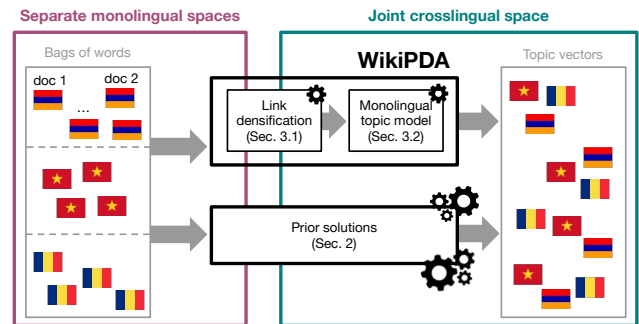 Separate monolingual spaces
Joint crosslingual space
Bags of words
doc 1
doc 2
...
WikiPDA
Link
densification
(Sec. 3.1)
Monolingual
topic model
(Sec. 3.2)
Prior solutions
(Sec. 2)
Topic vectors